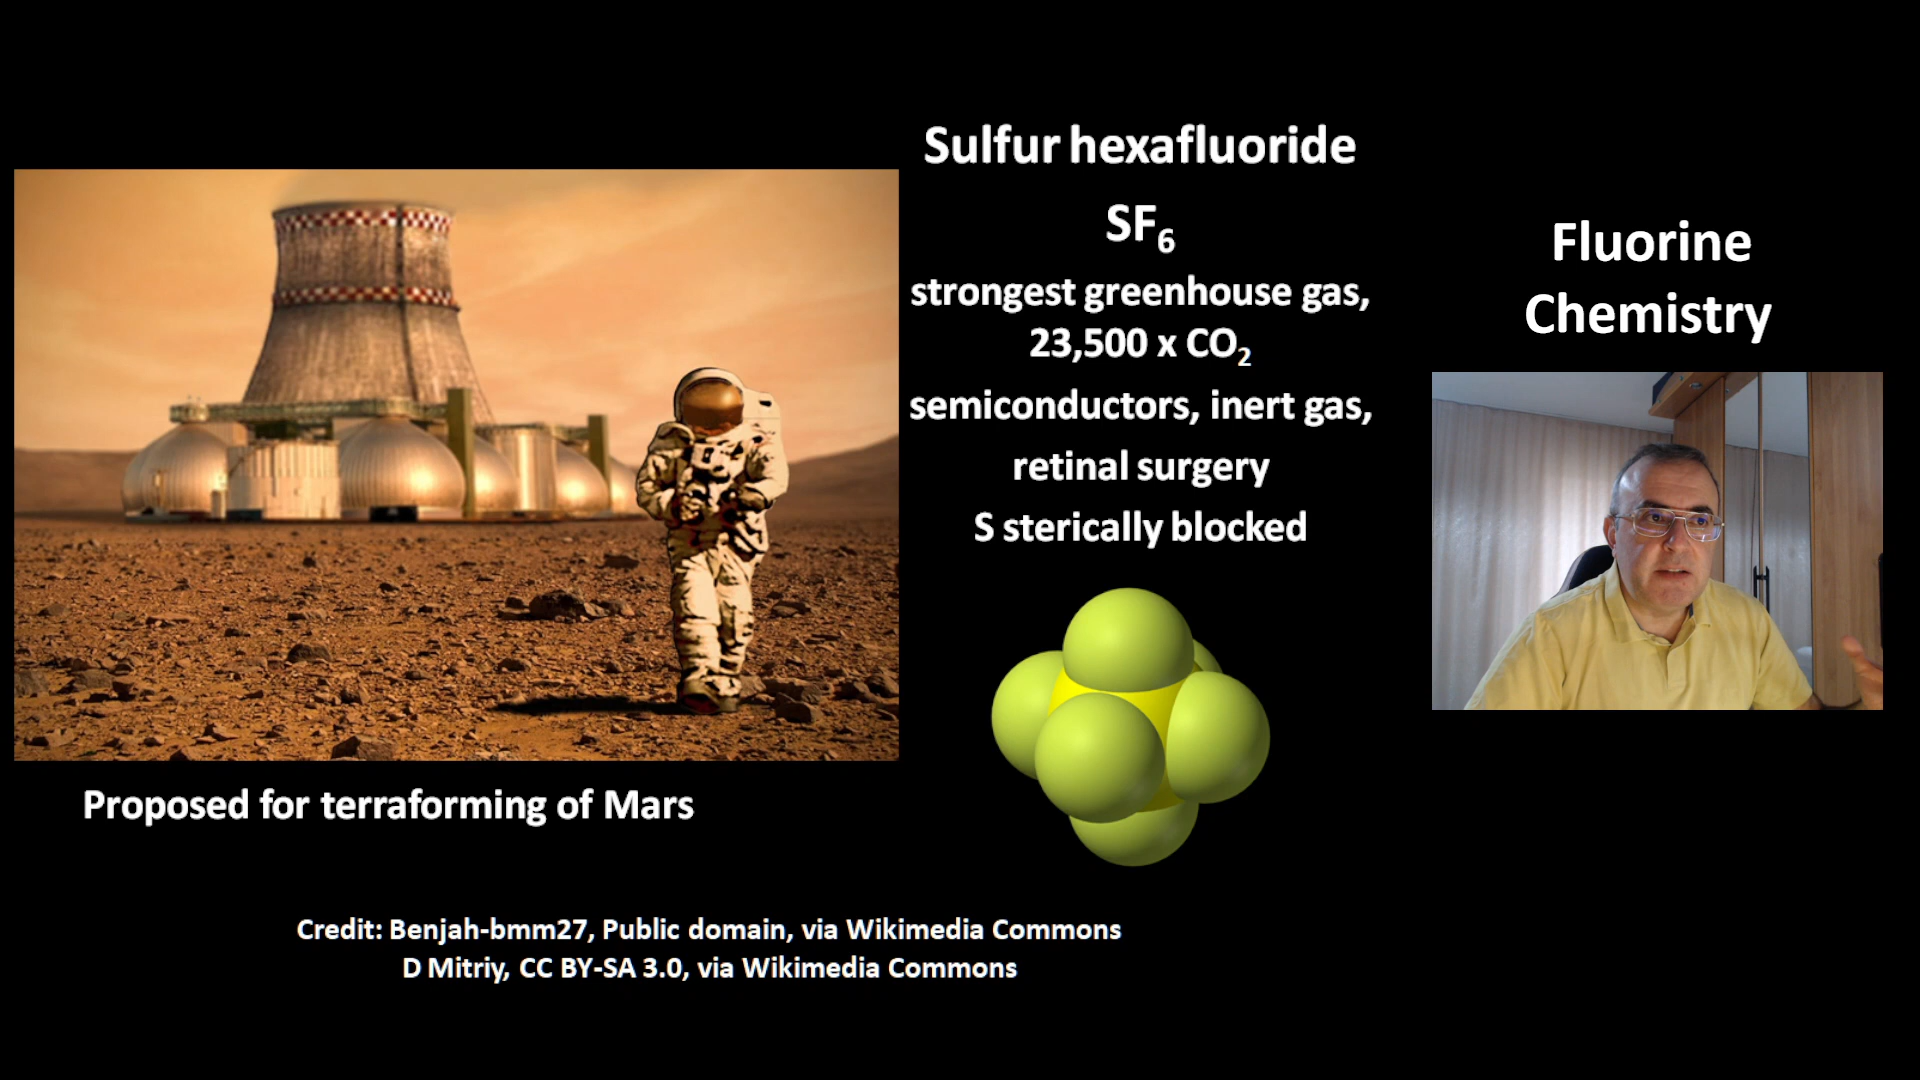 Sulfur hexafluoride
SF₆
strongest greenhouse gas,
23,500 x CO₂
semiconductors, inert gas,
retinal surgery
S sterically blocked
Fluorine
Chemistry
Proposed for terraforming of Mars
Credit: Benjah-bmm27, Public domain, via Wikimedia Commons
D Mitriy, CC BY-SA 3.0, via Wikimedia Commons